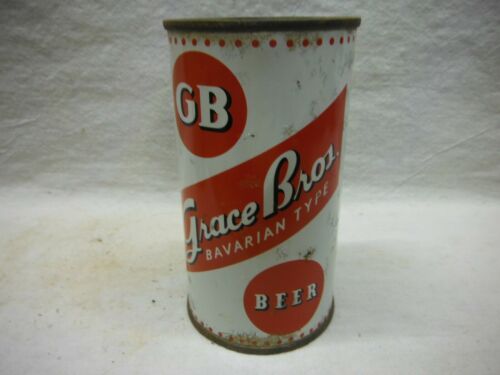 GB
Grace Bros.
BAVARIAN TYPE
BEER